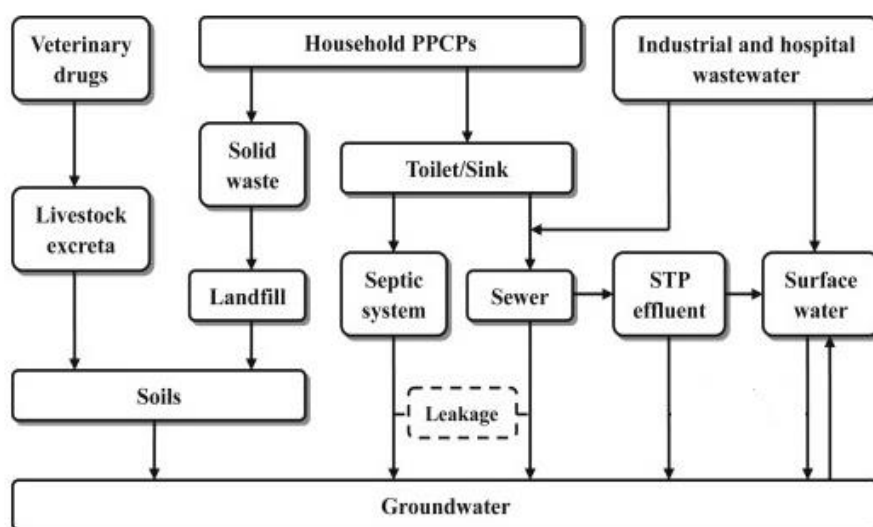 Veterinary
drugs
Household PPCPs
Industrial and hospital
wastewater
Solid
waste
Toilet/Sink
Livestock
excreta
Landfill
Septic
system
Sewer
STP
effluent
Surface
water
Soils
Leakage
Groundwater